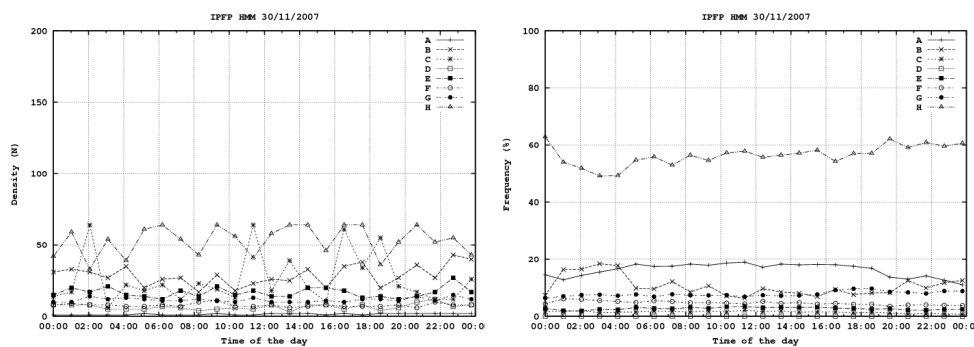 IPFP HMM 30/11/2007
200
150
100
50
0
Density (N)
A
B
C
D
E
F
G
H
00:00 02:00 04:00 06:00 08:00 10:00 12:00 14:00 16:00 18:00 20:00 22:00 00:0
Time of the day
IPFP HMM 30/11/2007
100
80
60
40
20
0
Frequency (%)
A
B
C
D
E
F
G
H
00:00 02:00 04:00 06:00 08:00 10:00 12:00 14:00 16:00 18:00 20:00 22:00 00:0
Time of the day